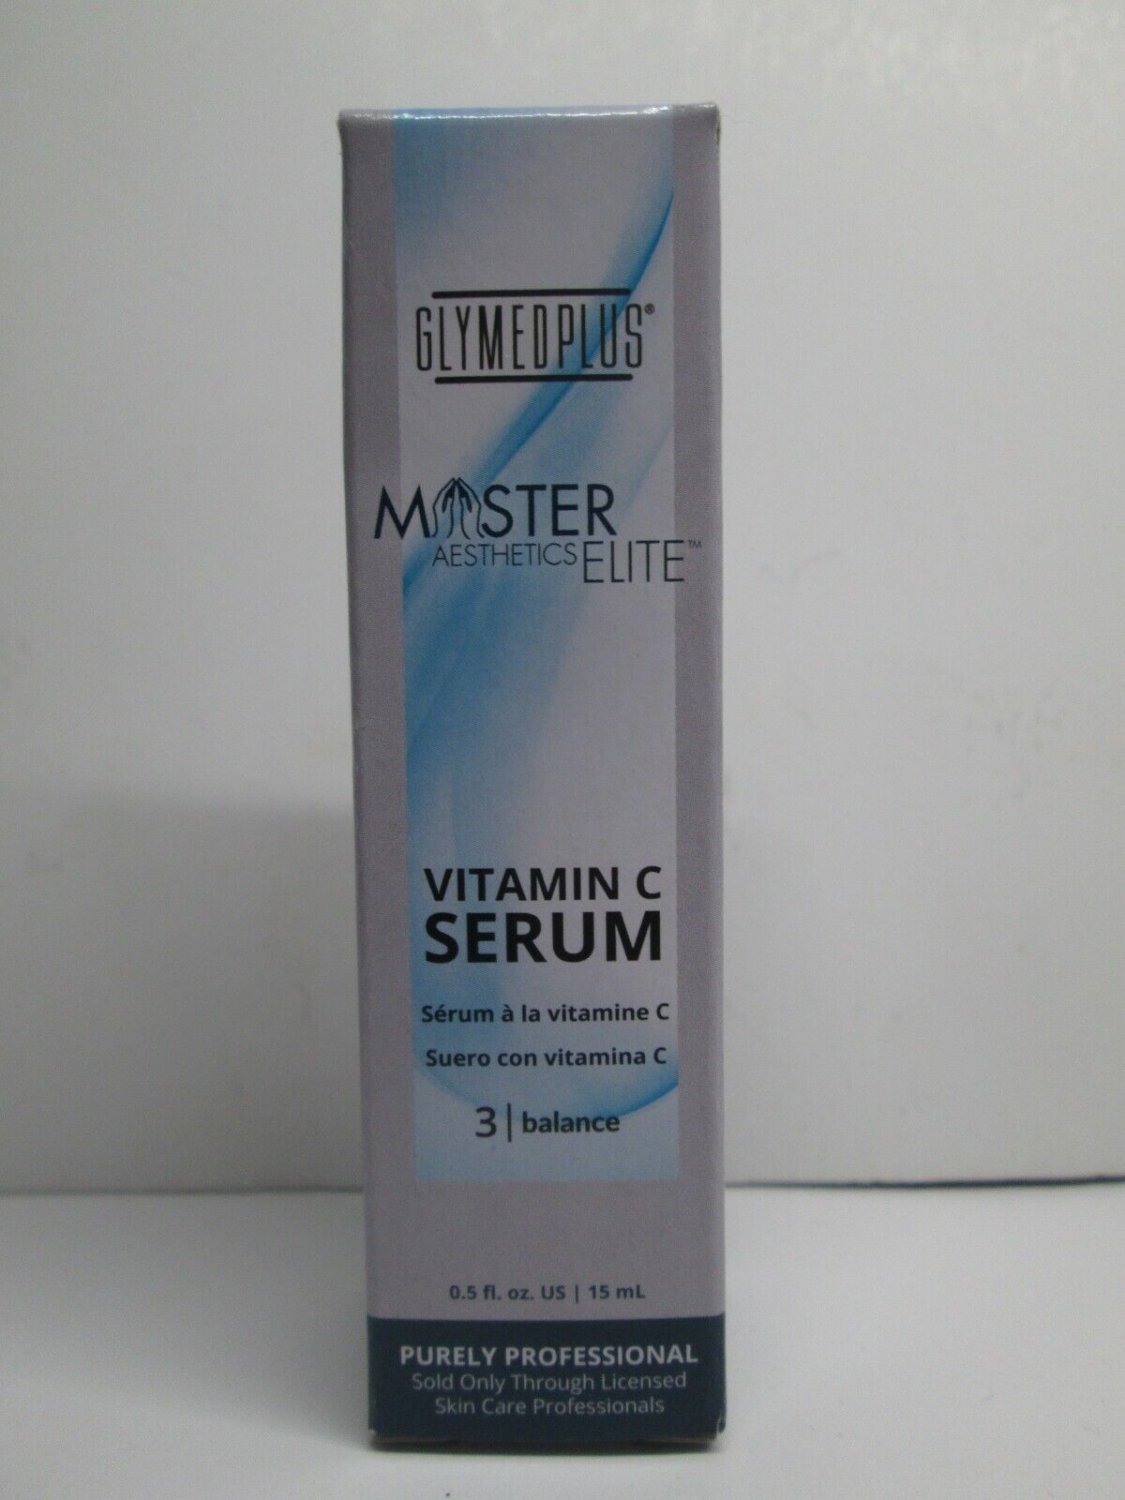 GLYMEDPLUS®
MASTER
AESTHETICS ELITE™
VITAMIN C
SERUM
Sérum à la vitamine C
Suero con vitamina C
3 | balance
0.5 fl. oz. US | 15 mL
PURELY PROFESSIONAL
Sold Only Through Licensed
Skin Care Professionals